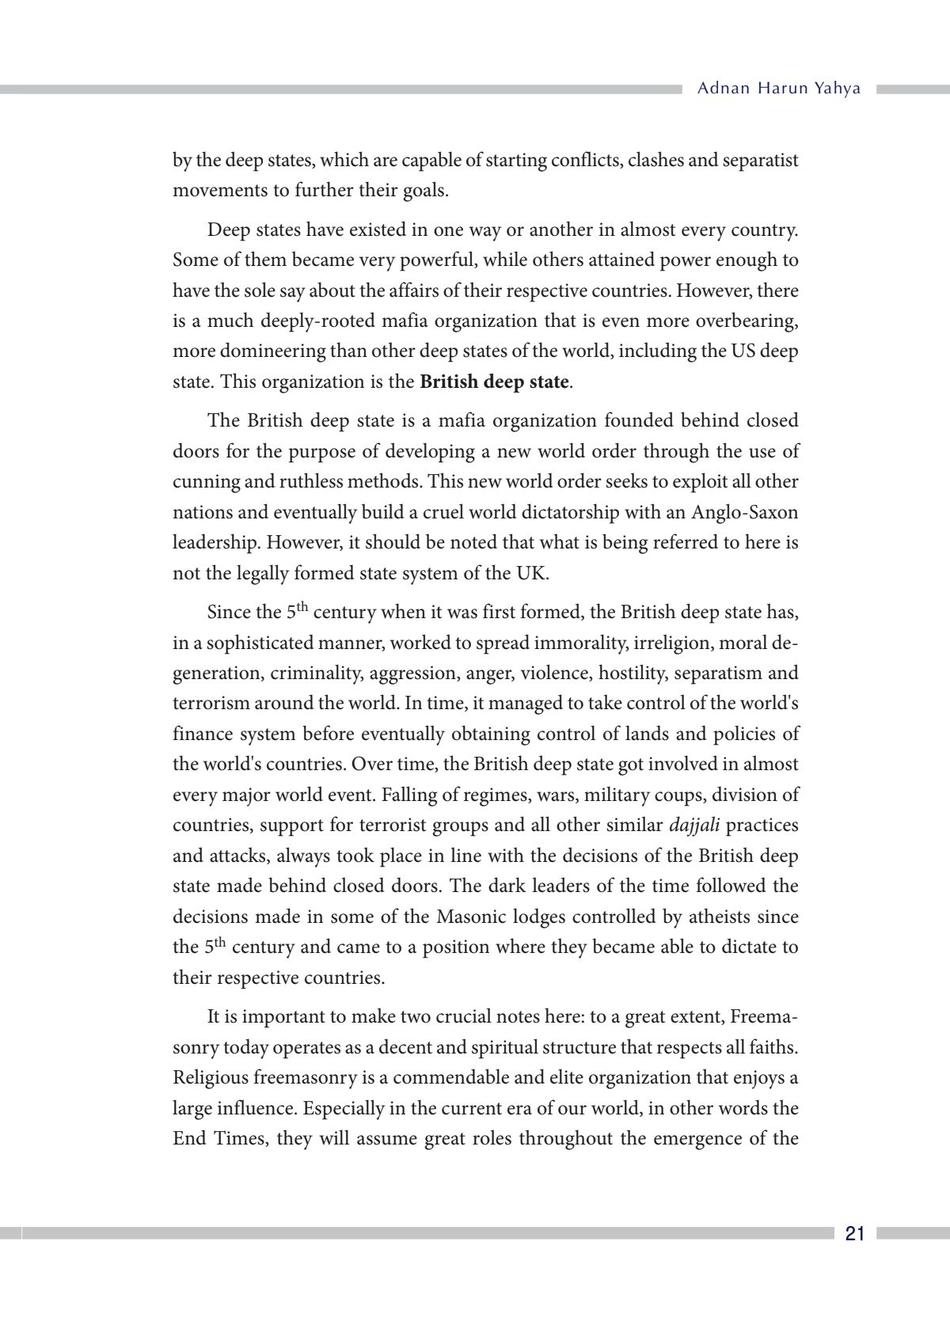 Adnan Harun Yahya
by the deep states, which are capable of starting conflicts, clashes and separatist
movements to further their goals.
Deep states have existed in one way or another in almost every country.
Some of them became very powerful, while others attained power enough to
have the sole say about the affairs of their respective countries. However, there
is a much deeply-rooted mafia organization that is even more overbearing,
more domineering than other deep states of the world, including the US deep
state. This organization is the British deep state.
The British deep state is a mafia organization founded behind closed
doors for the purpose of developing a new world order through the use of
cunning and ruthless methods. This new world order seeks to exploit all other
nations and eventually build a cruel world dictatorship with an Anglo-Saxon
leadership. However, it should be noted that what is being referred to here is
not the legally formed state system of the UK.
Since the 5th century when it was first formed, the British deep state has,
in a sophisticated manner, worked to spread immorality, irreligion, moral de-
generation, criminality, aggression, anger, violence, hostility, separatism and
terrorism around the world. In time, it managed to take control of the world's
finance system before eventually obtaining control of lands and policies of
the world's countries. Over time, the British deep state got involved in almost
every major world event. Falling of regimes, wars, military coups, division of
countries, support for terrorist groups and all other similar dajjali practices
and attacks, always took place in line with the decisions of the British deep
state made behind closed doors. The dark leaders of the time followed the
decisions made in some of the Masonic lodges controlled by atheists since
the 5th century and came to a position where they became able to dictate to
their respective countries.
It is important to make two crucial notes here: to a great extent, Freema-
sonry today operates as a decent and spiritual structure that respects all faiths.
Religious freemasonry is a commendable and elite organization that enjoys a
large influence. Especially in the current era of our world, in other words the
End Times, they will assume great roles throughout the emergence of the
21